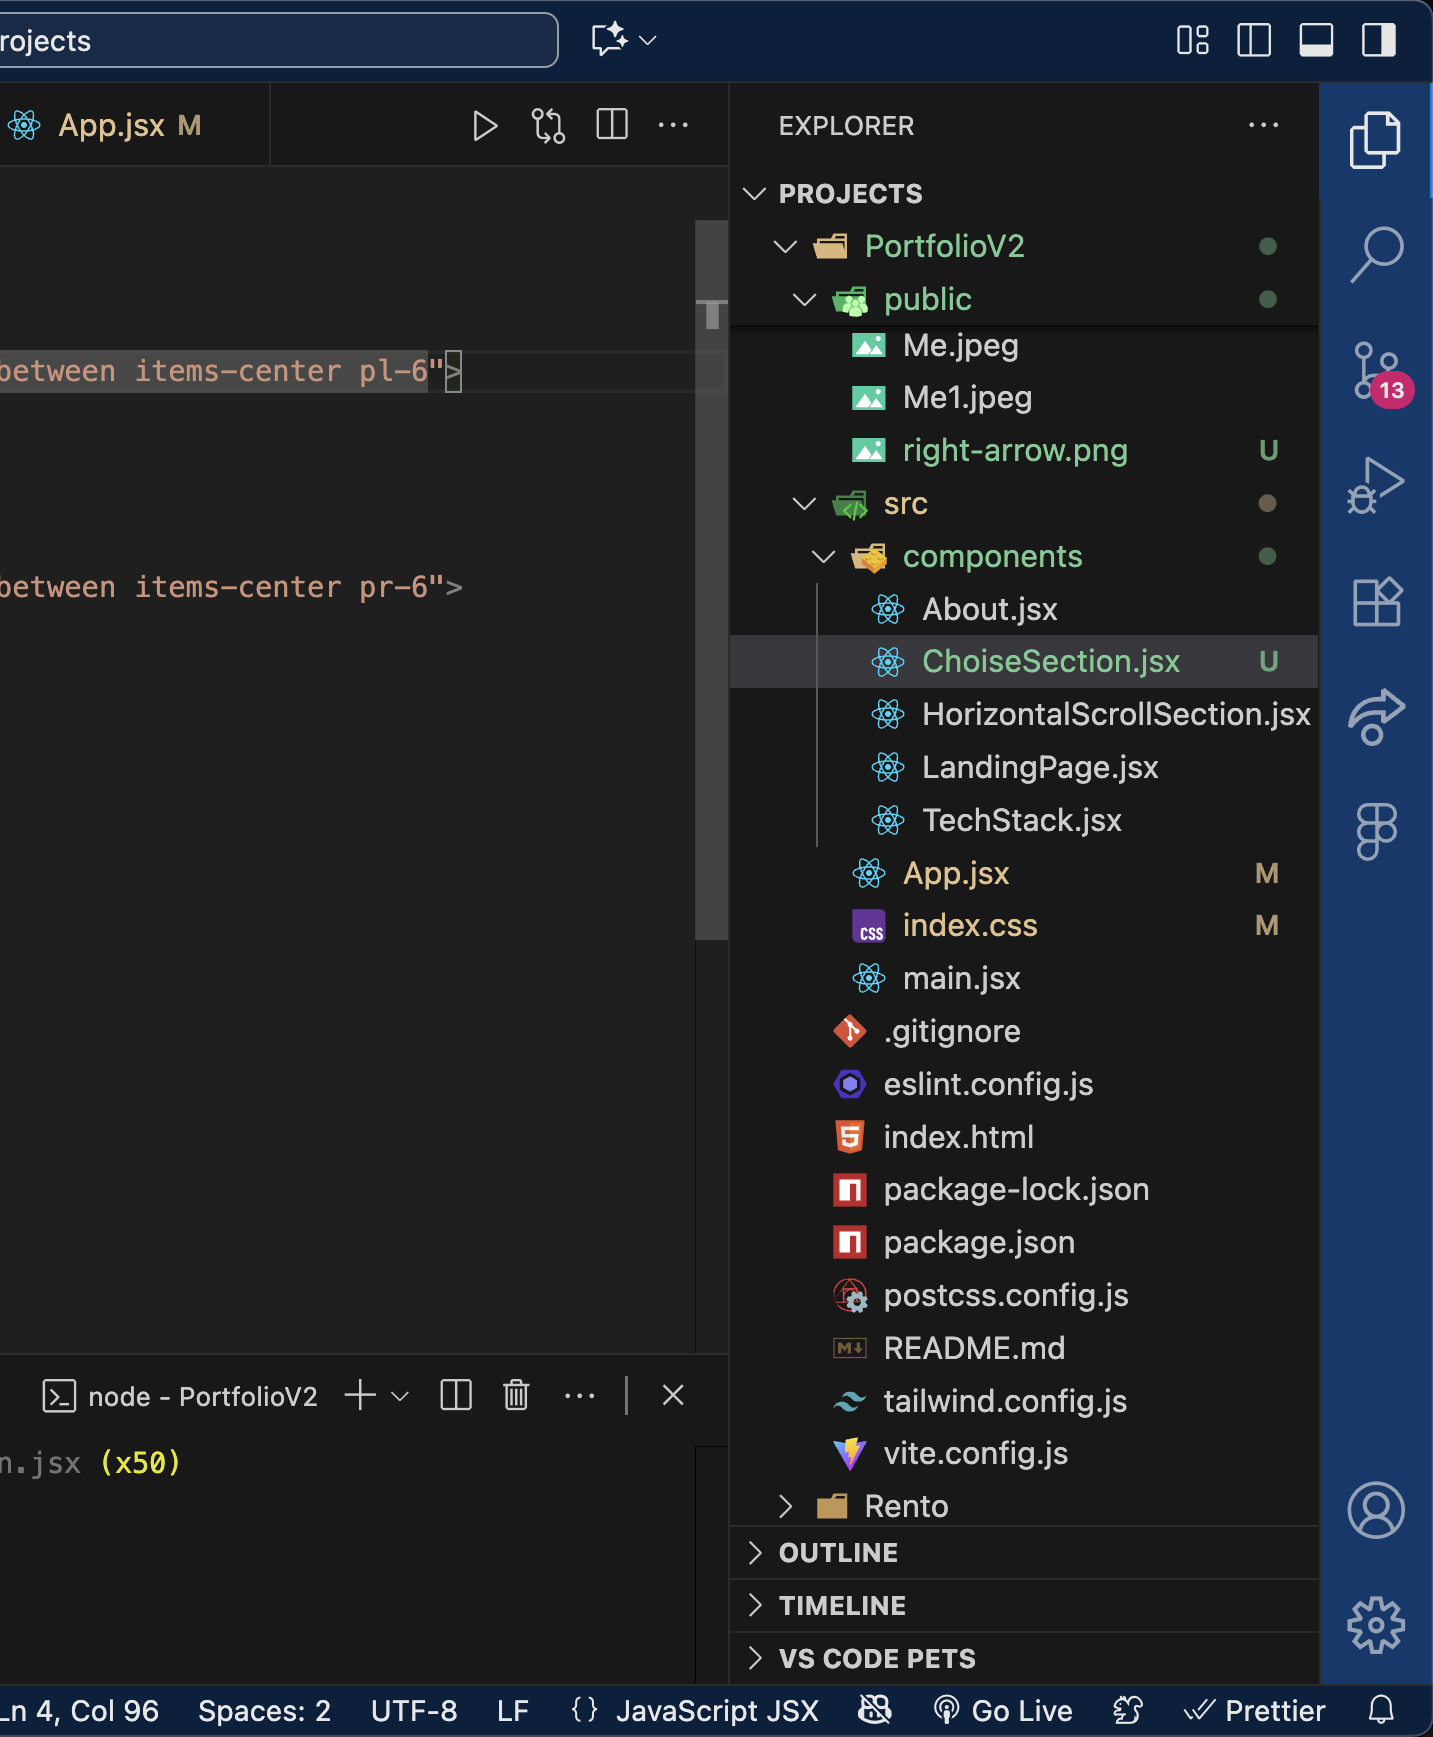 rojects
App.jsx M
between items-center pl-6">
between items-center pr-6">
EXPLORER
PROJECTS
PortfolioV2
public
Me.jpeg
Me1.jpeg
right-arrow.png U
src
components
About.jsx
ChoiseSection.jsx U
HorizontalScrollSection.jsx
LandingPage.jsx
TechStack.jsx
App.jsx M
index.css M
CSS
main.jsx
.gitignore
eslint.config.js
index.html
package-lock.json
package.json
postcss.config.js
README.md
tailwind.config.js
vite.config.js
Rento
OUTLINE
TIMELINE
VS CODE PETS
13
node - PortfolioV2
n.jsx (x50)
Ln 4, Col 96 Spaces: 2 UTF-8 LF {} JavaScript JSX Go Live Prettier